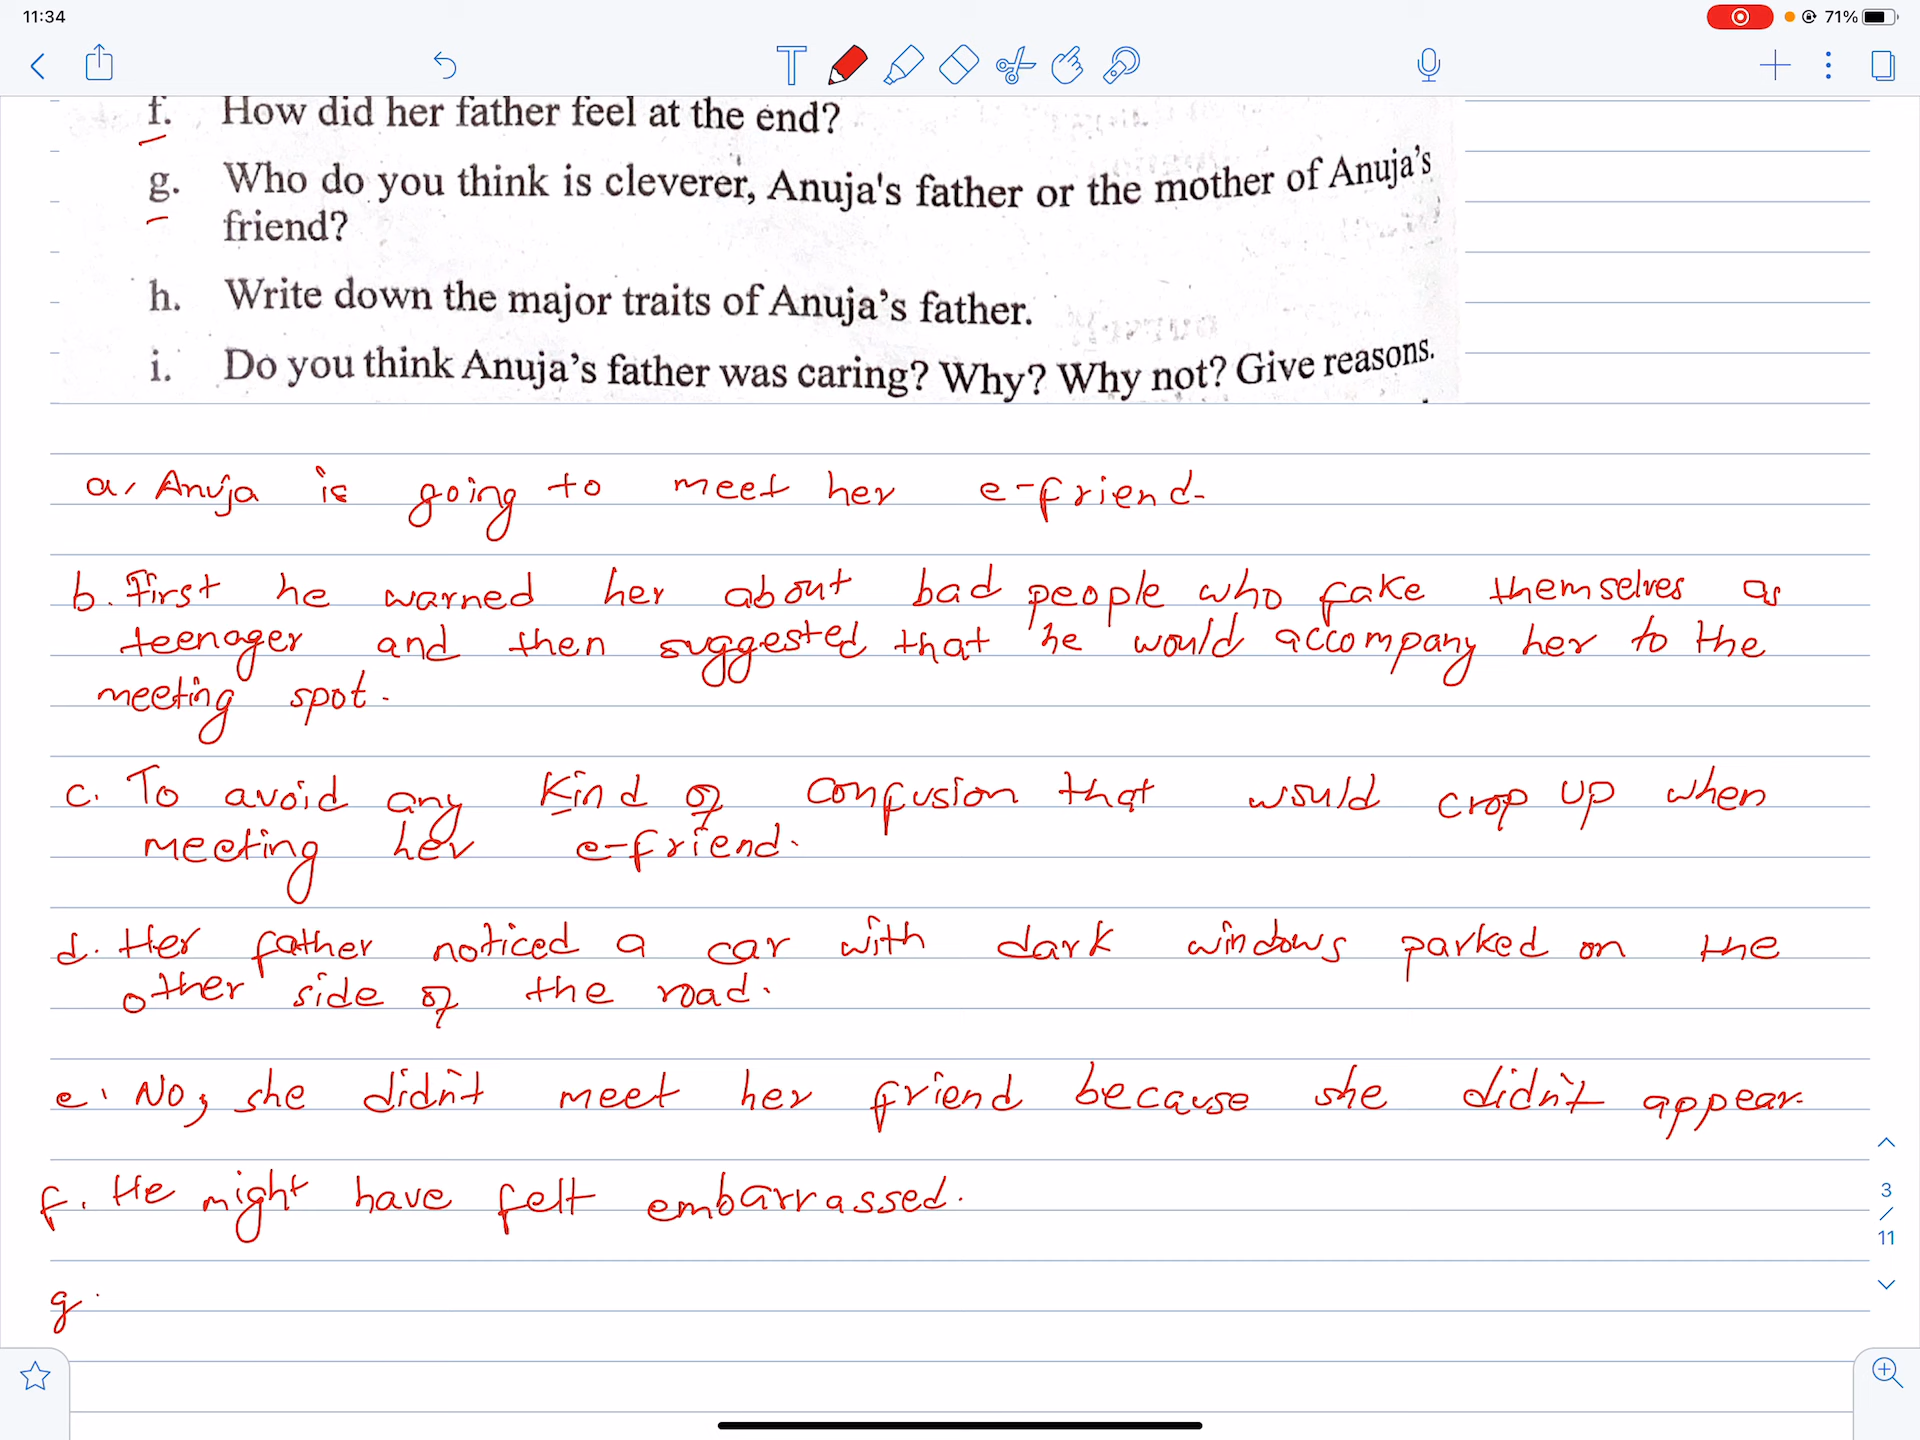 11:34
71%
f. How did her father feel at the end?
g. Who do you think is cleverer, Anuja's father or the mother of Anuja's
friend?
h. Write down the major traits of Anuja's father.
i. Do you think Anuja's father was caring? Why? Why not? Give reasons.
a. Anuja is going to meet her e-friend.
b. First he warned her about bad people who fake themselves as
teenager and then suggested that he would accompany her to the
meeting spot.
c. To avoid any kind of confusion that would crop up when
meeting her e-friend.
d. Her father noticed a car with dark windows parked on the
other side of the road.
e. No, she didn't meet her friend because she didn't appear.
f. He might have felt embarrassed.
g.
3
/
11